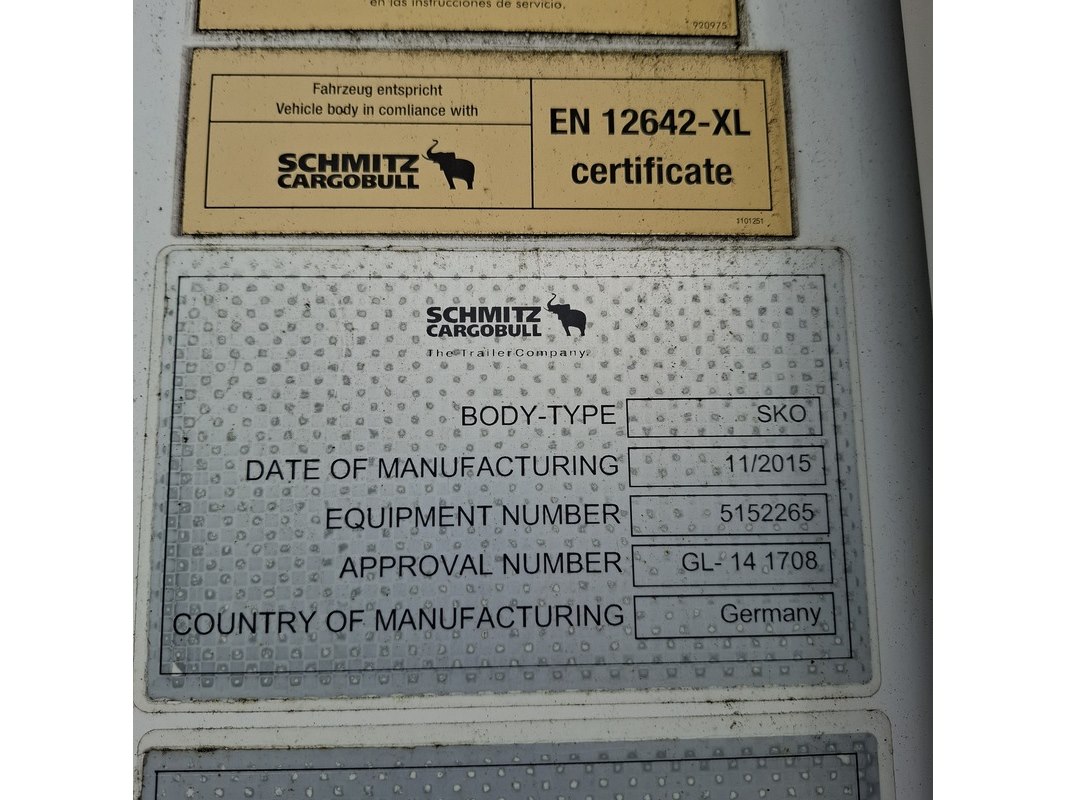 en las instrucciones de servicio.
920975
Fahrzeug entspricht
Vehicle body in comliance with
SCHMITZ
CARGOBULL
EN 12642-XL
certificate
1101251
SCHMITZ
CARGOBULL
The Trailer Company.
BODY-TYPE SKO
DATE OF MANUFACTURING 11/2015
EQUIPMENT NUMBER 5152265
APPROVAL NUMBER GL- 14 1708
COUNTRY OF MANUFACTURING Germany